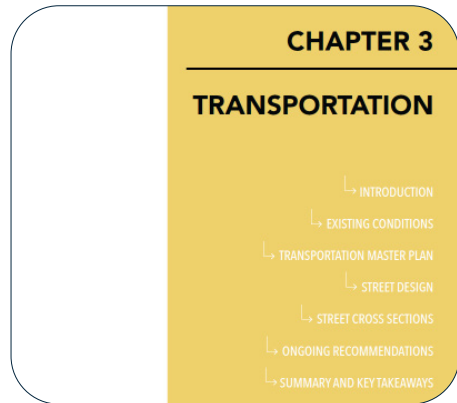 CHAPTER 3
TRANSPORTATION
INTRODUCTION
EXISTING CONDITIONS
TRANSPORTATION MASTER PLAN
STREET DESIGN
STREET CROSS SECTIONS
ONGOING RECOMMENDATIONS
SUMMARY AND KEY TAKEAWAYS